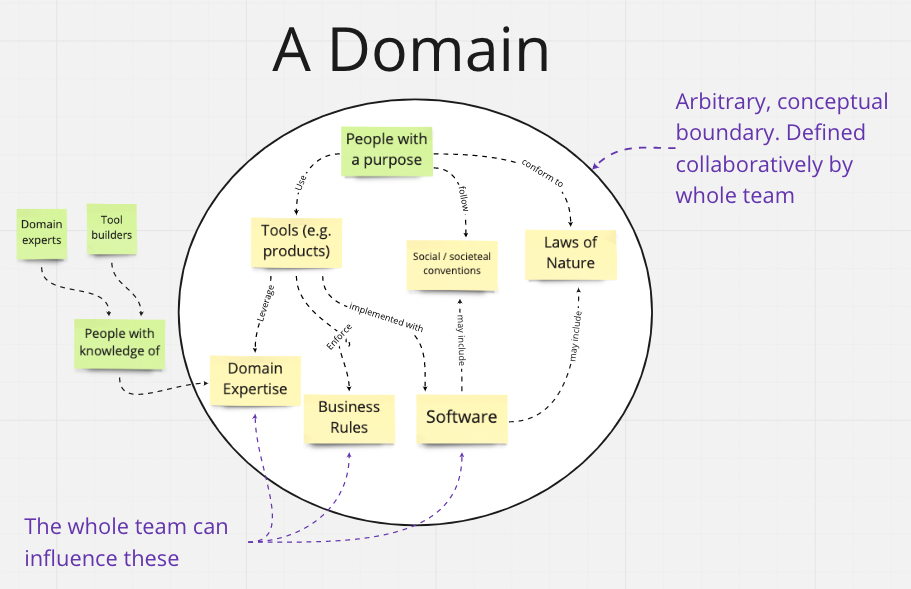 A Domain
Arbitrary, conceptual
boundary. Defined
collaboratively by
whole team
People with
a purpose
Use
follow
conform to
Domain
experts
Tool
builders
Tools (e.g.
products)
Social / societeal
conventions
Laws of
Nature
People with
knowledge of
Leverage
Enforce
implemented with
may include
may include
Domain
Expertise
Business
Rules
Software
The whole team can
influence these